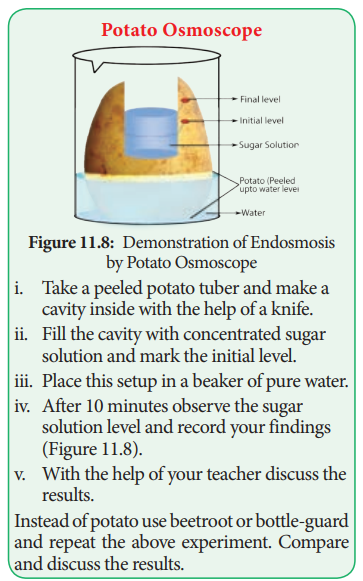 Potato Osmoscope
Final level
Initial level
Sugar Solution
Potato (Peeled
upto water level
Water
Figure 11.8: Demonstration of Endosmosis
by Potato Osmoscope
i. Take a peeled potato tuber and make a
cavity inside with the help of a knife.
ii. Fill the cavity with concentrated sugar
solution and mark the initial level.
iii. Place this setup in a beaker of pure water.
iv. After 10 minutes observe the sugar
solution level and record your findings
(Figure 11.8).
v. With the help of your teacher discuss the
results.
Instead of potato use beetroot or bottle-guard
and repeat the above experiment. Compare
and discuss the results.